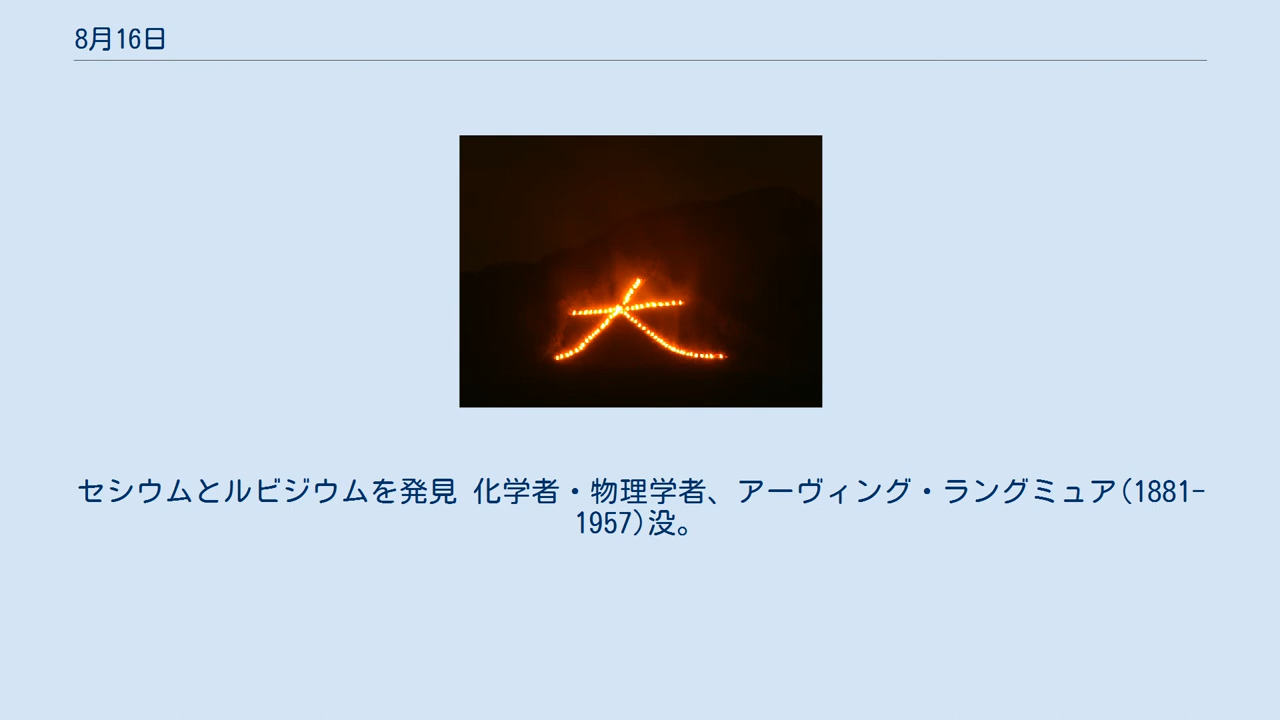 8月16日
大
セシウムとルビジウムを発見 化学者・物理学者、アーヴィング・ラングミュア(1881-
1957)没。